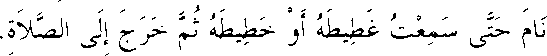 نَامَ حَتَّى سَمِعْتُ غَطِيطَهُ أَوْ خَطِيطَهُ ثُمَّ خَرَجَ إِلَى الصَّلَاةِ.